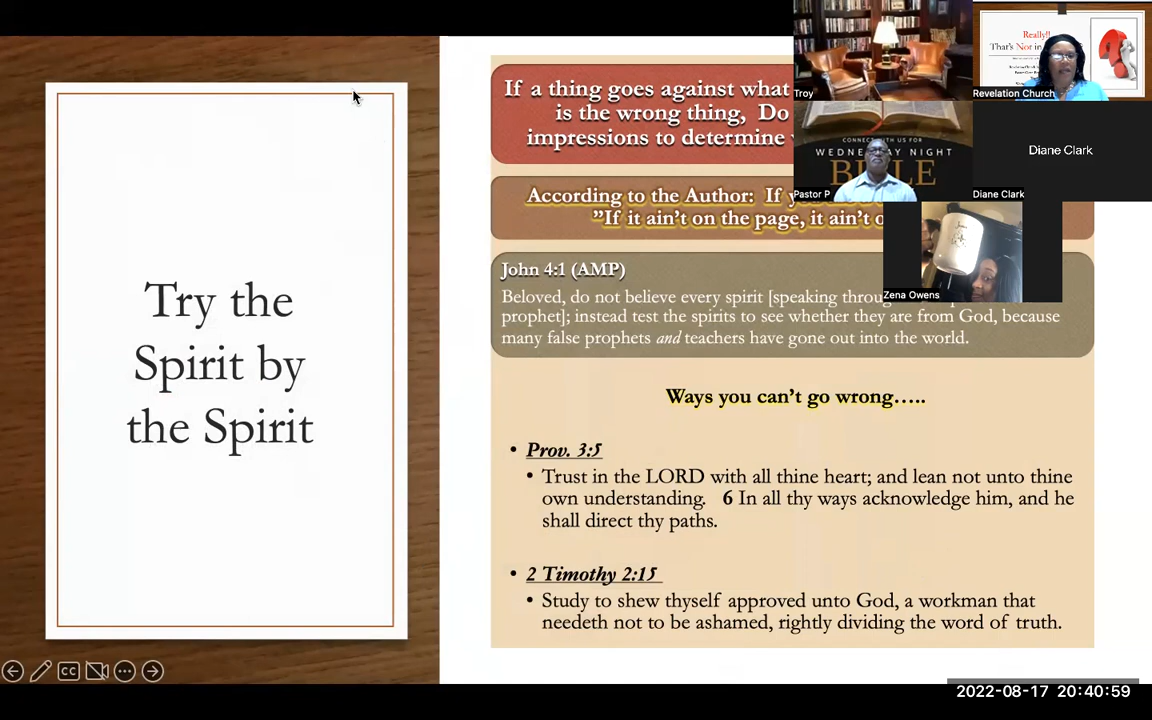 Try the
Spirit by
the Spirit
If a thing goes against what
is the wrong thing, Do
impressions to determine
According to the Author: If
"If it ain't on the page, it ain't
John 4:1 (AMP)
Beloved, do not believe every spirit [speaking
prophet]; instead test the spirits to see whether they are from God, because
many false prophets and teachers have gone out into the world.
Ways you can't go wrong.....
• Prov. 3:5
• Trust in the LORD with all thine heart; and lean not unto thine
own understanding. 6 In all thy ways acknowledge him, and he
shall direct thy paths.
• 2 Timothy 2:15
• Study to shew thyself approved unto God, a workman that
needeth not to be ashamed, rightly dividing the word of truth.
Troy
Really!!
That's Not in
Revelation Church
CONNECT WITH US FOR
WEDNESDAY NIGHT
BIBLE
Pastor P
Diane Clark
Diane Clark
Zena Owens
CC
2022-08-17 20:40:59